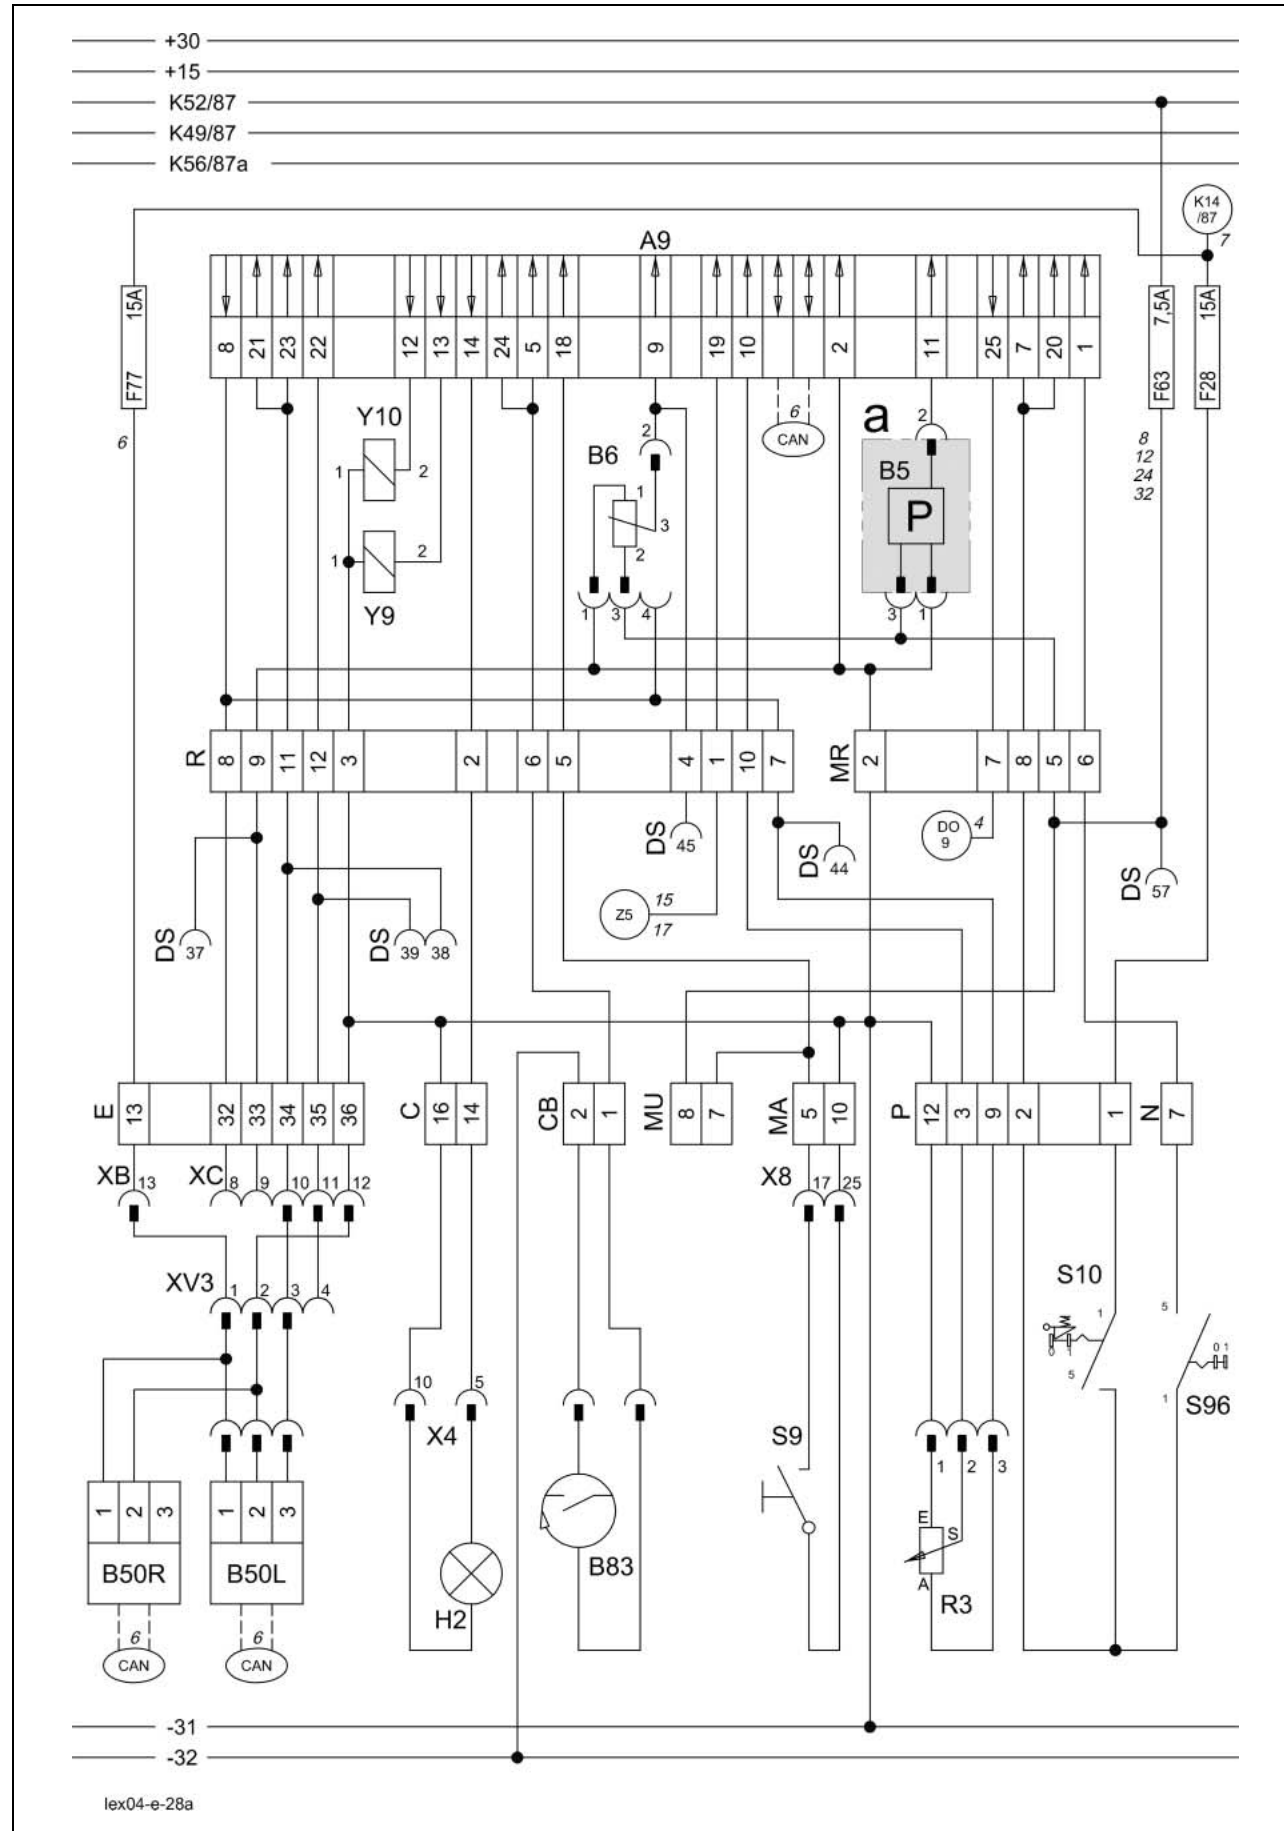 +30
+15
K52/87
K49/87
K56/87a
K14
/87
7
A9
15A
F77
6
7,5A
F63
15A
F28
8 21 23 22 12 13 14 24 5 18 9 19 10 2 11 25 7 20 1
8
12
24
32
Y10
1 2
1 2
Y9
B6
2
1
3
2
1 3 4
6
CAN
a
2
B5
P
3 1
R
8 9 11 12 3 2 6 5 4 1 10 7
MR
2 7 8 5 6
DS
45
DS
44
DO
9
4
DS
57
Z5
15
17
DS
37
DS
39 38
E
13 32 33 34 35 36
C
16 14
CB
2 1
MU
8 7
MA
5 10
P
12 3 9 2 1
N
7
XB 13
XC 8 9 10 11 12
X8 17 25
XV3 1 2 3 4
S10
1
0 1
5
5
0 1
1
S96
10 5
X4
S9
1 2 3
1 2 3
B50R
1 2 3
B50L
6
CAN
6
CAN
H2
B83
E
S
A
R3
-31
-32
lex04-e-28a